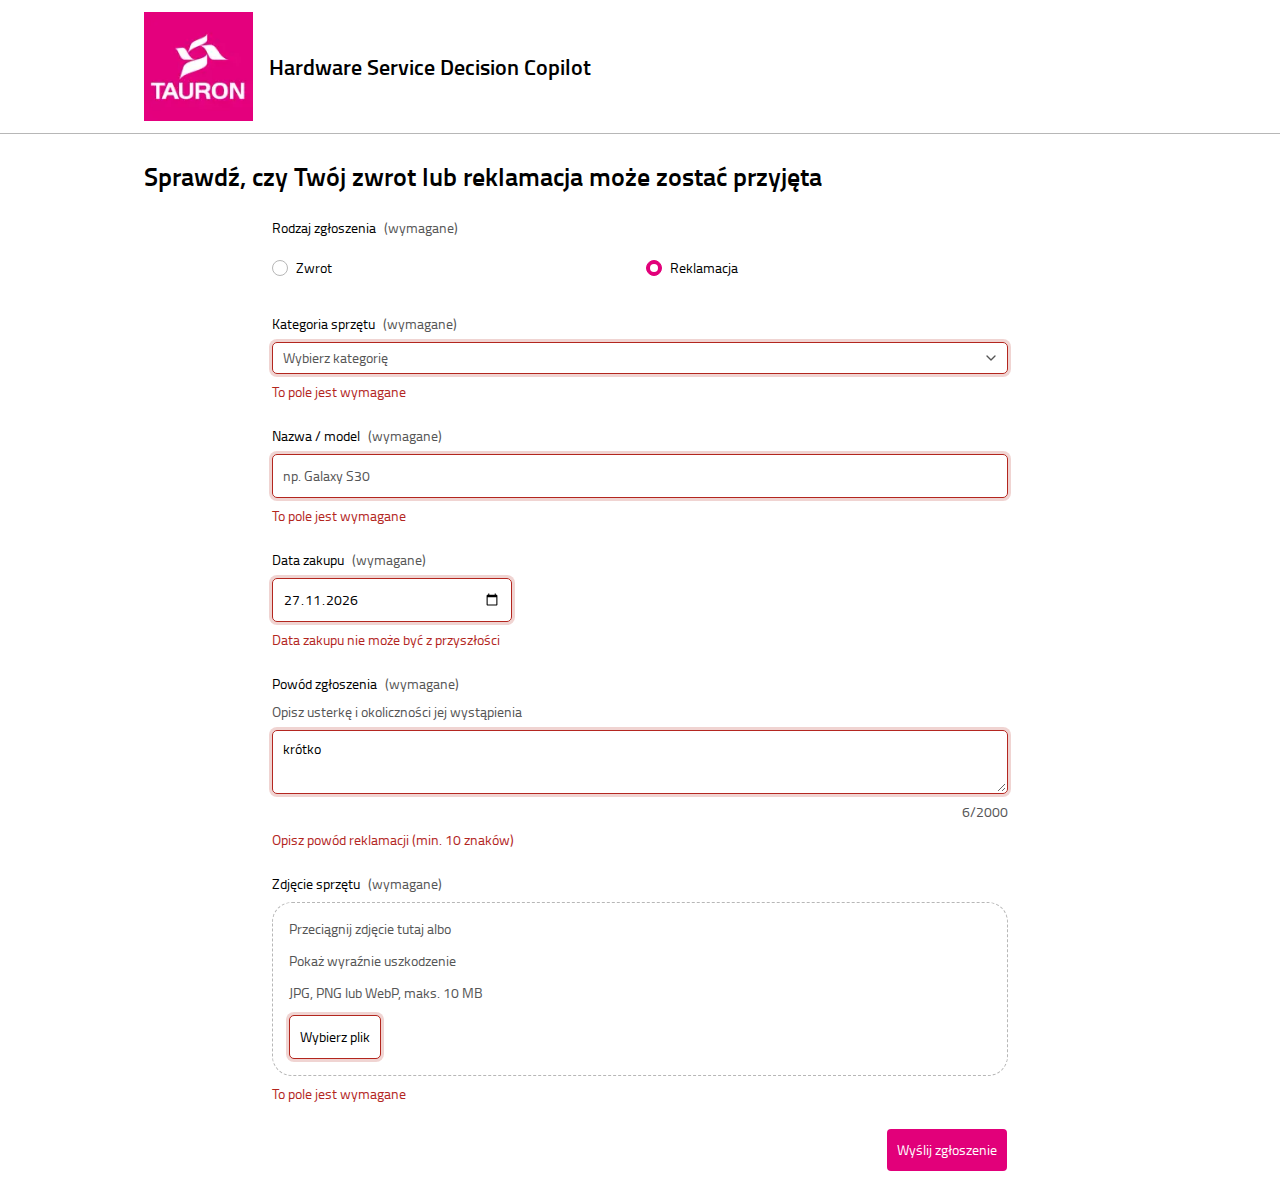 TAURON
Hardware Service Decision Copilot
Sprawdź, czy Twój zwrot lub reklamacja może zostać przyjęta
Rodzaj zgłoszenia (wymagane)
Zwrot
Reklamacja
Kategoria sprzętu (wymagane)
Wybierz kategorię
To pole jest wymagane
Nazwa / model (wymagane)
np. Galaxy S30
To pole jest wymagane
Data zakupu (wymagane)
27.11.2026
Data zakupu nie może być z przyszłości
Powód zgłoszenia (wymagane)
Opisz usterkę i okoliczności jej wystąpienia
krótko
6/2000
Opisz powód reklamacji (min. 10 znaków)
Zdjęcie sprzętu (wymagane)
Przeciągnij zdjęcie tutaj albo
Pokaż wyraźnie uszkodzenie
JPG, PNG lub WebP, maks. 10 MB
Wybierz plik
To pole jest wymagane
Wyślij zgłoszenie